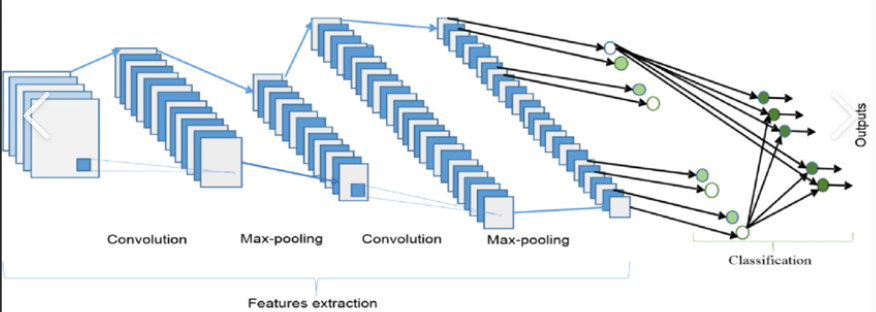 Convolution
Max-pooling
Convolution
Max-pooling
Features extraction
Classification
Outputs